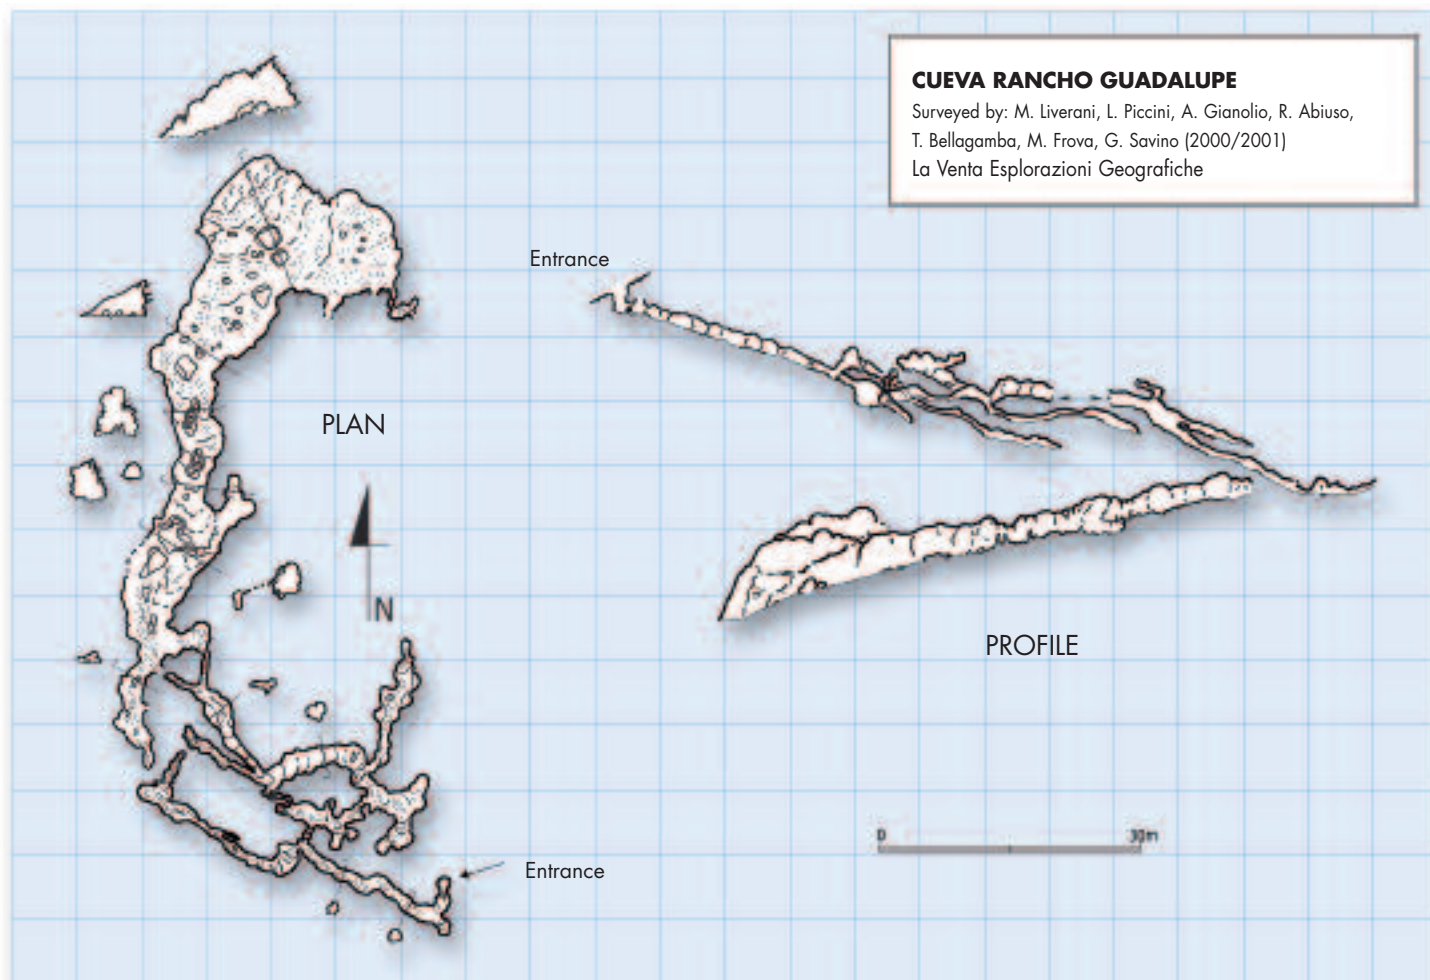 CUEVA RANCHO GUADALUPE
Surveyed by: M. Liverani, L. Piccini, A. Gianolio, R. Abiuso,
T. Bellagamba, M. Frova, G. Savino (2000/2001)
La Venta Esplorazioni Geografiche
Entrance
PLAN
N
PROFILE
0 30m
Entrance